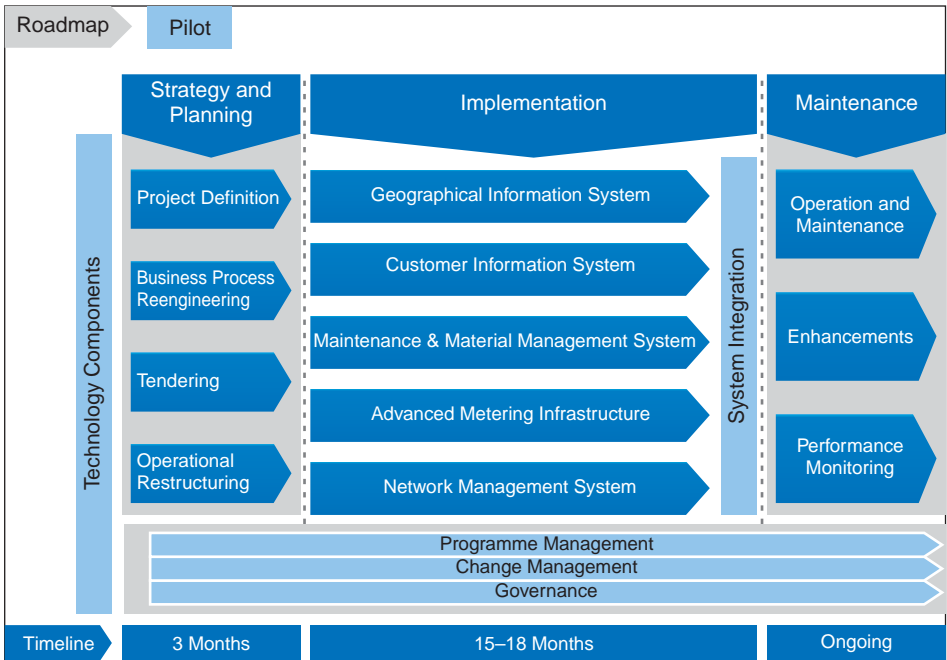 Roadmap
Pilot
Strategy and
Planning
Implementation
Maintenance
Technology Components
Project Definition
Business Process
Reengineering
Tendering
Operational
Restructuring
Geographical Information System
Customer Information System
Maintenance & Material Management System
Advanced Metering Infrastructure
Network Management System
System Integration
Operation and
Maintenance
Enhancements
Performance
Monitoring
Programme Management
Change Management
Governance
Timeline
3 Months
15–18 Months
Ongoing